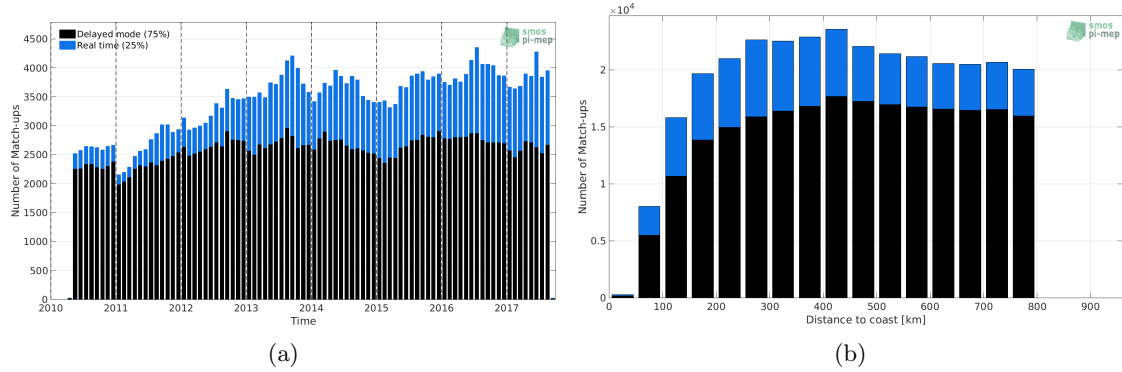 Delayed mode (75%)
Real time (25%)
smos
pi-mep
4500
4000
3500
3000
2500
2000
1500
1000
500
0
Number of Match-ups
2010 2011 2012 2013 2014 2015 2016 2017
Time
(a)
×10⁴
smos
pi-mep
2
1.5
1
0.5
0
Number of Match-ups
0 100 200 300 400 500 600 700 800 900
Distance to coast [km]
(b)